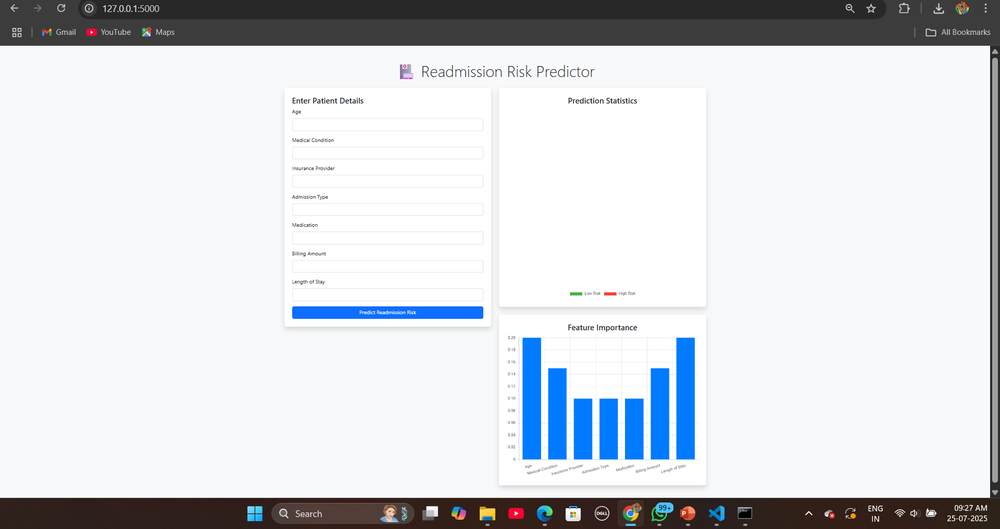 127.0.0.1:5000
Gmail
YouTube
Maps
All Bookmarks
Readmission Risk Predictor
Enter Patient Details
Age
Medical Condition
Insurance Provider
Admission Type
Medication
Billing Amount
Length of Stay
Predict Readmission Risk
Prediction Statistics
Low Risk
High Risk
Feature Importance
0.20
0.18
0.16
0.14
0.12
0.10
0.08
0.06
0.04
0.02
0
Age
Medical Condition
Insurance Provider
Admission Type
Medication
Billing Amount
Length of Stay
Search
DELL
99+
P
ENG
IN
09:27 AM
25-07-2025